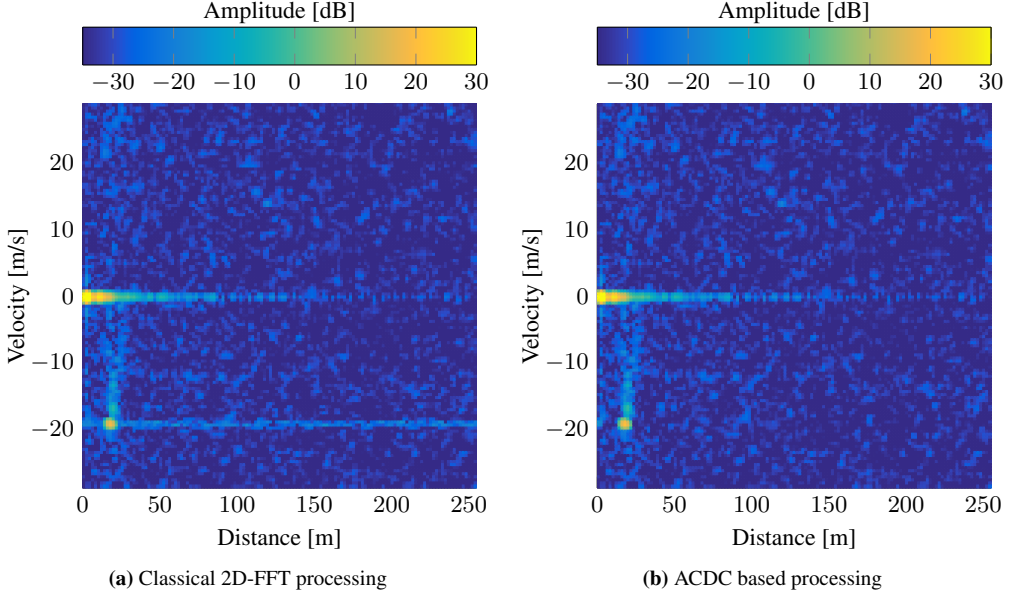 Amplitude [dB]
−30 −20 −10 0 10 20 30
20
10
0
−10
−20
Velocity [m/s]
0 50 100 150 200 250
Distance [m]
(a) Classical 2D-FFT processing
Amplitude [dB]
−30 −20 −10 0 10 20 30
20
10
0
−10
−20
Velocity [m/s]
0 50 100 150 200 250
Distance [m]
(b) ACDC based processing